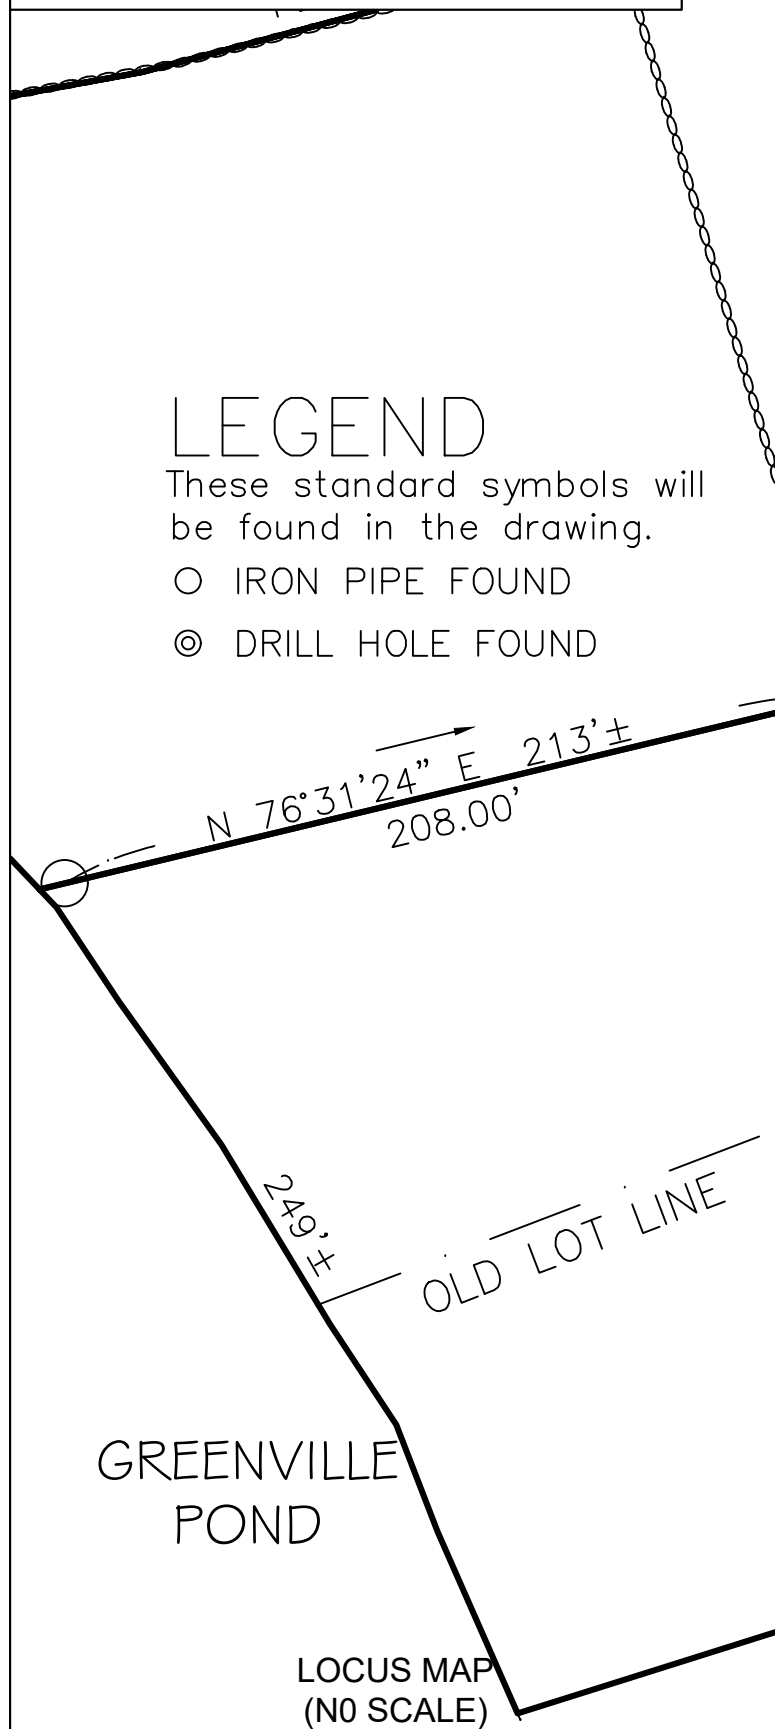 LEGEND
These standard symbols will
be found in the drawing.
IRON PIPE FOUND
DRILL HOLE FOUND
N 76°31'24" E 213'±
208.00'
249'±
OLD LOT LINE
GREENVILLE
POND
LOCUS MAP
(N0 SCALE)